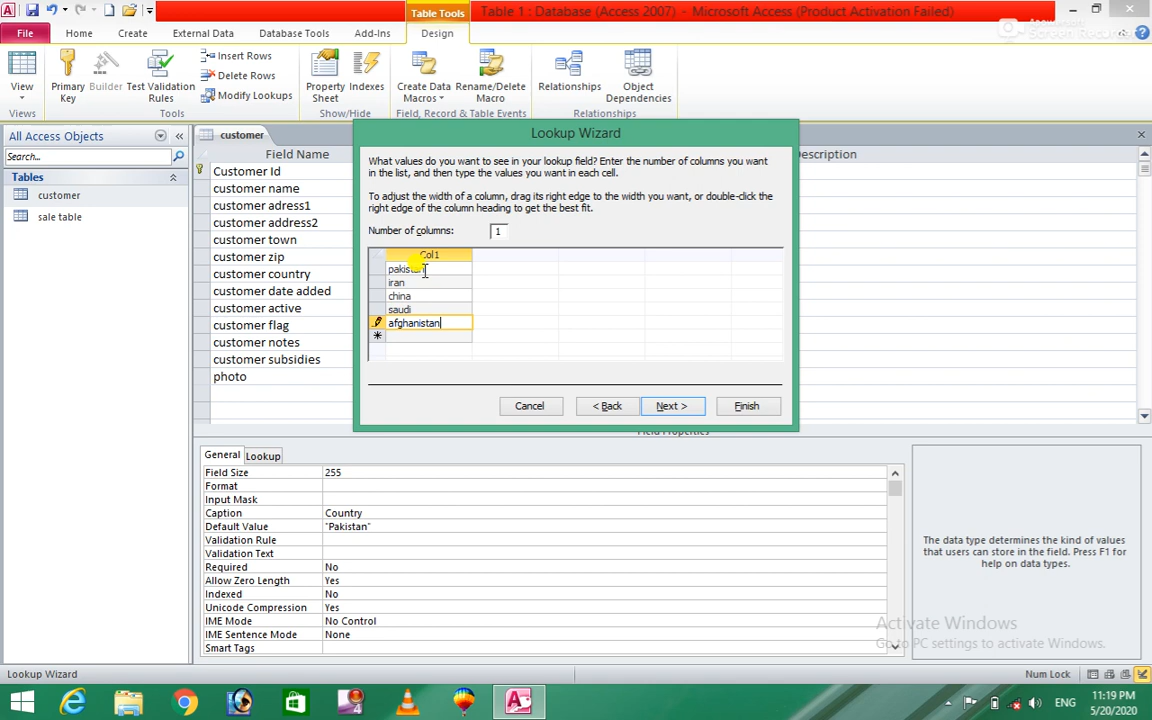 Table Tools
Table 1 : Database (Access 2007) - Microsoft Access (Product Activation Failed)
File
Home
Create
External Data
Database Tools
Add-Ins
Design
View
Primary Key
Builder
Test Validation Rules
Insert Rows
Delete Rows
Modify Lookups
Property Sheet
Indexes
Create Data Macros
Rename/Delete Macro
Relationships
Object Dependencies
Views
Tools
Show/Hide
Field, Record & Table Events
Relationships
All Access Objects
Search...
Tables
customer
sale table
customer
Field Name
Description
Customer Id
customer name
customer adress1
customer address2
customer town
customer zip
customer country
customer date added
customer active
customer flag
customer notes
customer subsidies
photo
Lookup Wizard
What values do you want to see in your lookup field? Enter the number of columns you want
in the list, and then type the values you want in each cell.
To adjust the width of a column, drag its right edge to the width you want, or double-click the
right edge of the column heading to get the best fit.
Number of columns: 1
Col1
pakistan
iran
china
saudi
afghanistan
Cancel
< Back
Next >
Finish
General
Lookup
Field Size 255
Format
Input Mask
Caption Country
Default Value "Pakistan"
Validation Rule
Validation Text
Required No
Allow Zero Length Yes
Indexed No
Unicode Compression Yes
IME Mode No Control
IME Sentence Mode None
Smart Tags
The data type determines the kind of values
that users can store in the field. Press F1 for
help on data types.
Activate Windows
Go to PC settings to activate Windows.
Lookup Wizard
Num Lock
ENG
11:19 PM
5/20/2020